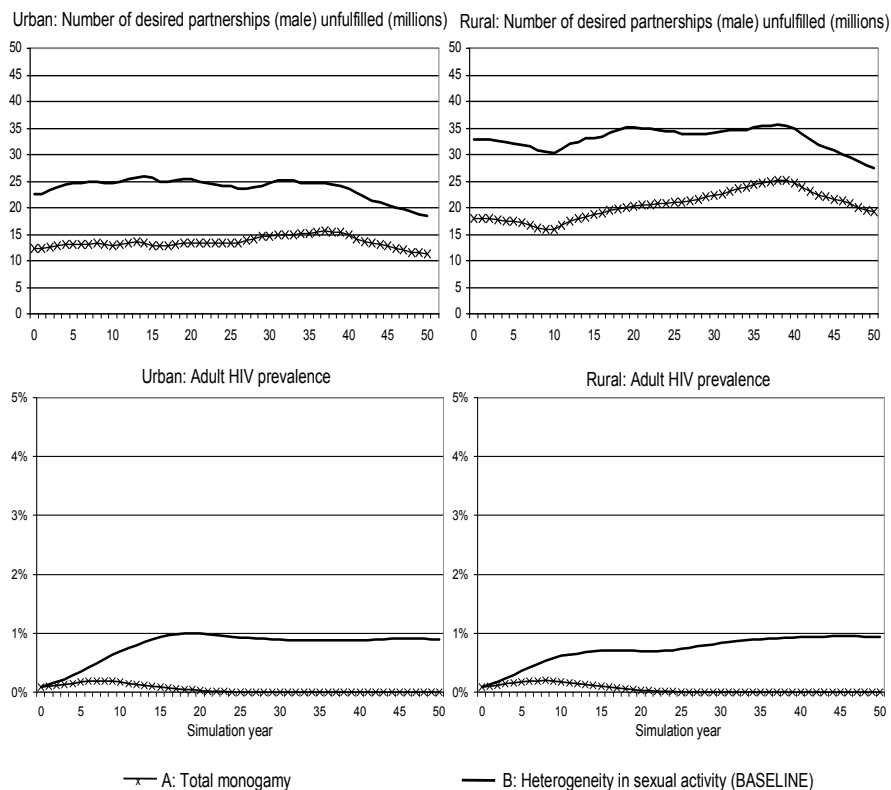 Urban: Number of desired partnerships (male) unfulfilled (millions)
50
45
40
35
30
25
20
15
10
5
0
0 5 10 15 20 25 30 35 40 45 50
Rural: Number of desired partnerships (male) unfulfilled (millions)
50
45
40
35
30
25
20
15
10
5
0
0 5 10 15 20 25 30 35 40 45 50
Urban: Adult HIV prevalence
5%
4%
3%
2%
1%
0%
0 5 10 15 20 25 30 35 40 45 50
Simulation year
Rural: Adult HIV prevalence
5%
4%
3%
2%
1%
0%
0 5 10 15 20 25 30 35 40 45 50
Simulation year
A: Total monogamy
B: Heterogeneity in sexual activity (BASELINE)